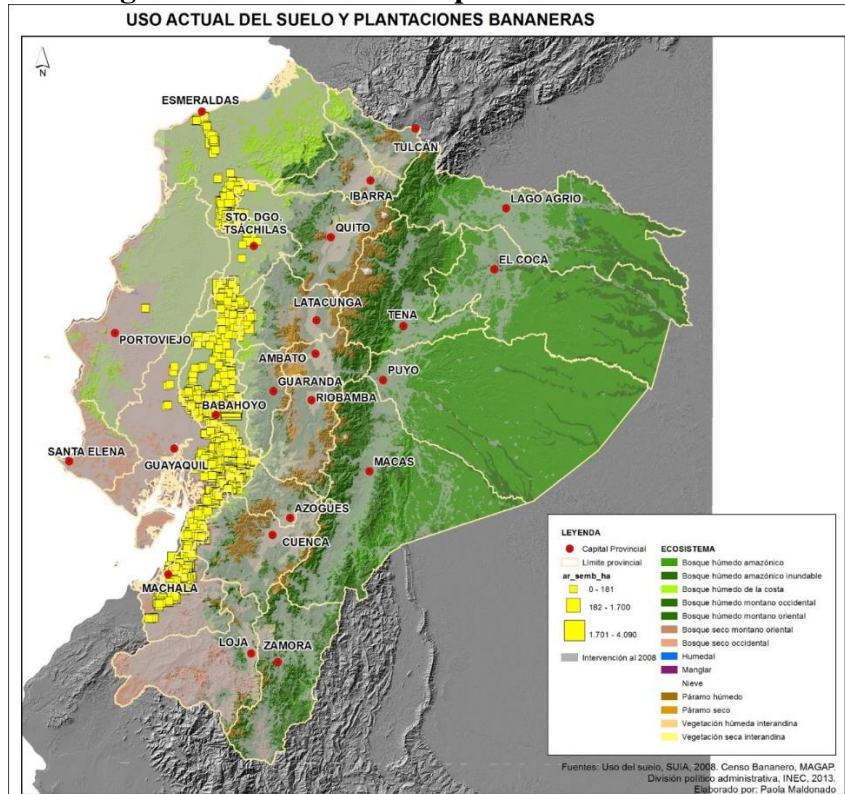 USO ACTUAL DEL SUELO Y PLANTACIONES BANANERAS
N
ESMERALDAS
TULCAN
IBARRA
LAGO AGRIO
STO. DGO.
TSÁCHILAS
QUITO
EL COCA
LATACUNGA
TENA
PORTOVIEJO
AMBATO
PUYO
GUARANDA
RIOBAMBA
BABAHOYO
SANTA ELENA
GUAYAQUIL
MACAS
AZOGUES
CUENCA
MACHALA
LOJA
ZAMORA
LEYENDA
Capital Provincial
Límite provincial
ar_semb_ha
0 - 181
182 - 1.700
1.701 - 4.090
Intervención al 2008
ECOSISTEMA
Bosque húmedo amazónico
Bosque húmedo amazónico inundable
Bosque húmedo de la costa
Bosque húmedo montano occidental
Bosque húmedo montano oriental
Bosque seco montano oriental
Bosque seco occidental
Humedal
Manglar
Nieve
Páramo húmedo
Páramo seco
Vegetación húmeda interandina
Vegetación seca interandina
Fuentes: Uso del suelo, SUIA, 2008. Censo Bananero, MAGAP.
División político administrativa, INEC, 2013.
Elaborado por: Paola Maldonado